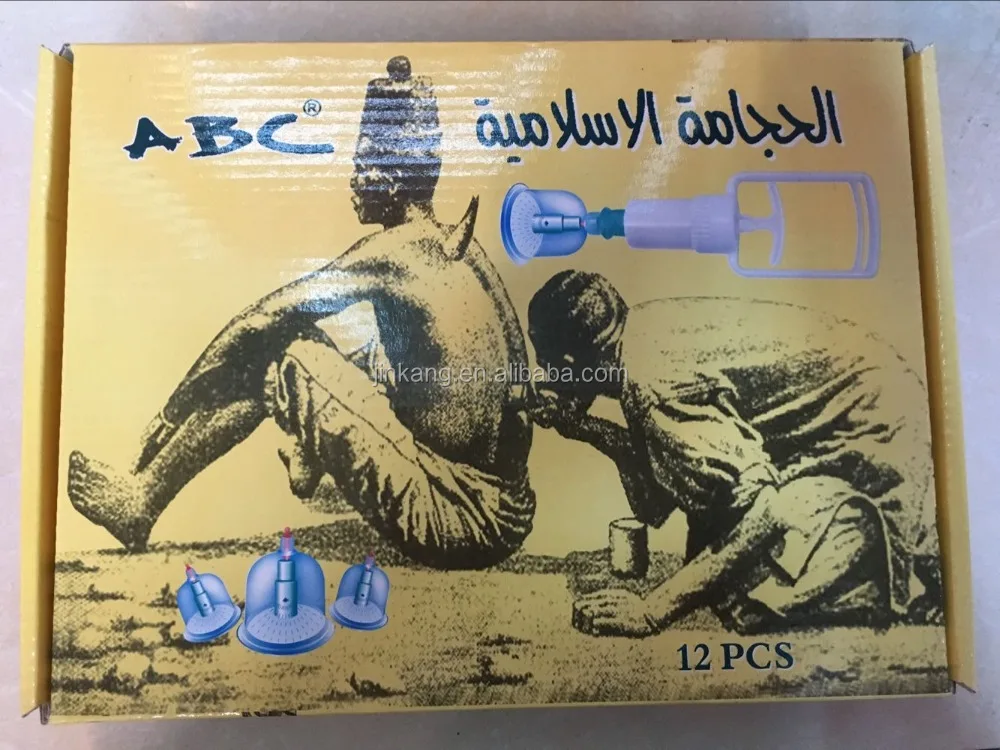 ABC®
الحجامة الاسلامية
jinkang.en.alibaba.com
12 PCS